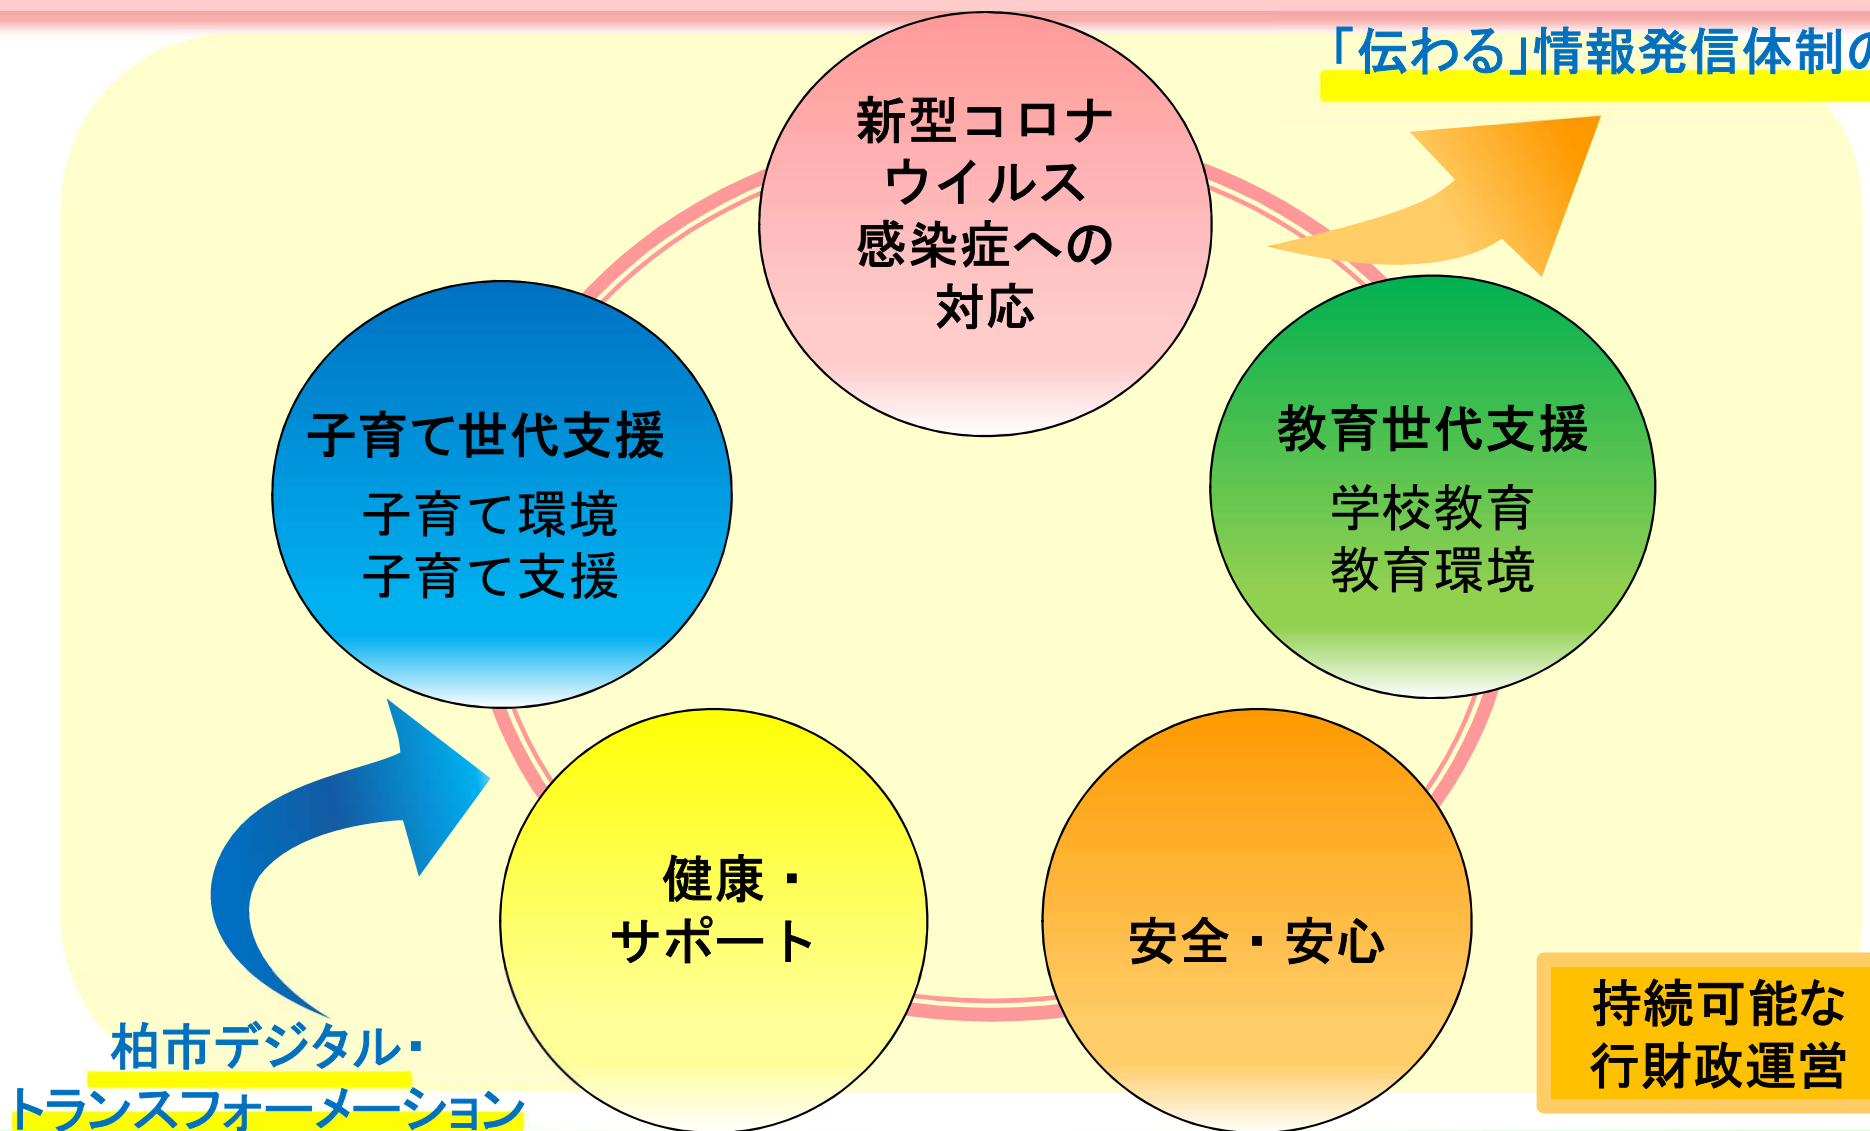 「伝わる」情報発信体制の
新型コロナ
ウイルス
感染症への
対応
子育て世代支援
子育て環境
子育て支援
教育世代支援
学校教育
教育環境
健康・
サポート
安全・安心
持続可能な
行財政運営
柏市デジタル・
トランスフォーメーション